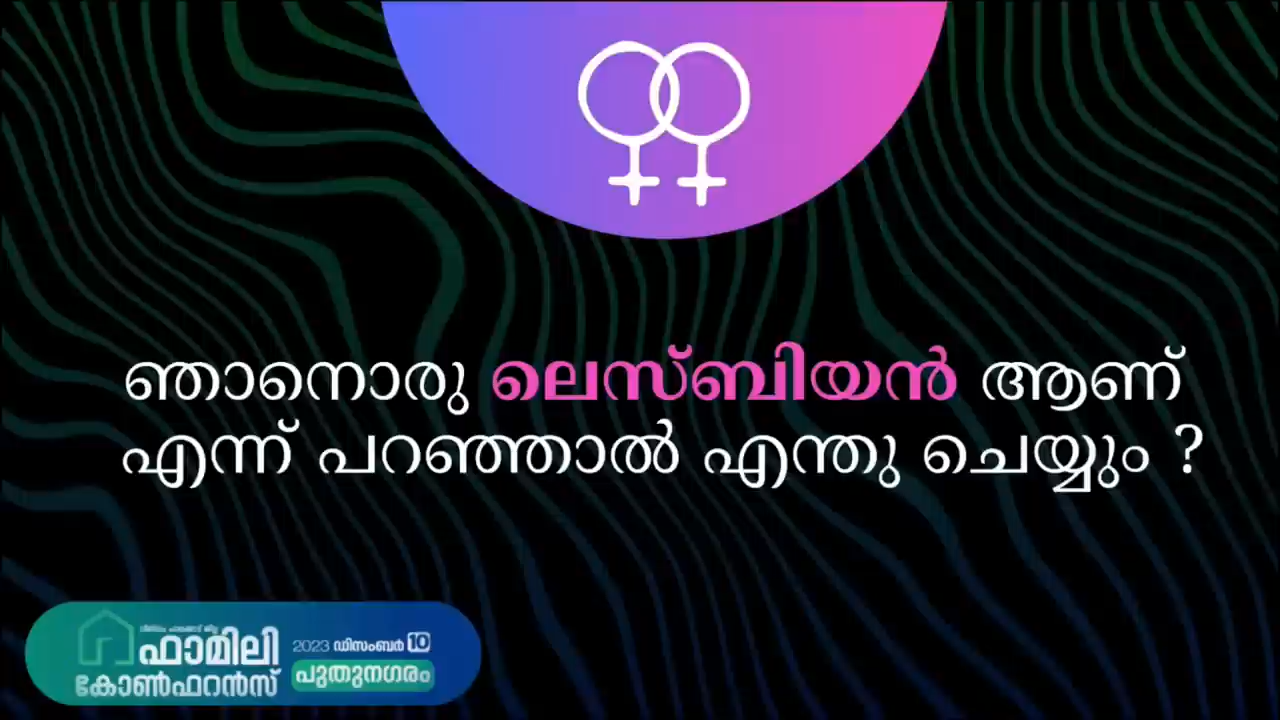 ഞാനൊരു ലെസ്ബിയൻ ആണ്
എന്ന് പറഞ്ഞാൽ എന്തു ചെയ്യും ?
ഫാമിലി
കോൺഫറൻസ്
2023 ഡിസംബർ 10
പുതുനഗരം